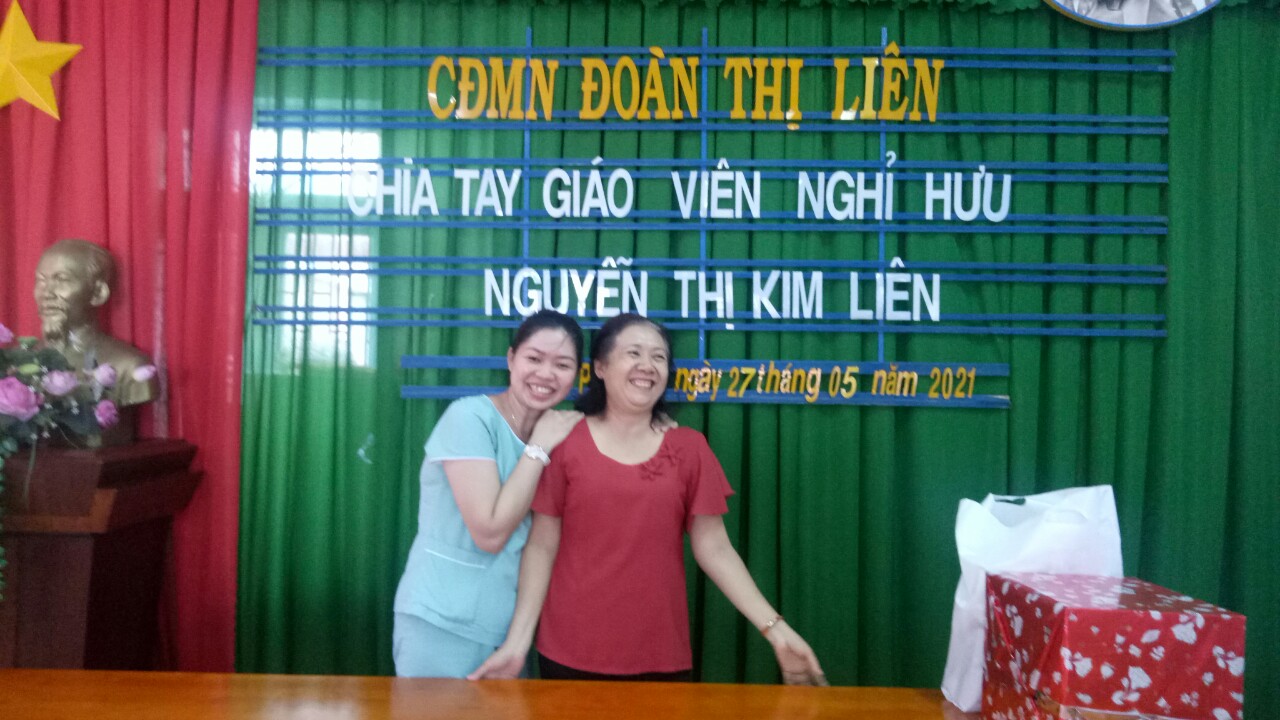 CĐMN ĐOÀN THỊ LIÊN
CHIA TAY GIÁO VIÊN NGHỈ HƯU
NGUYỄN THỊ KIM LIÊN
ngày 27 tháng 05 năm 2021